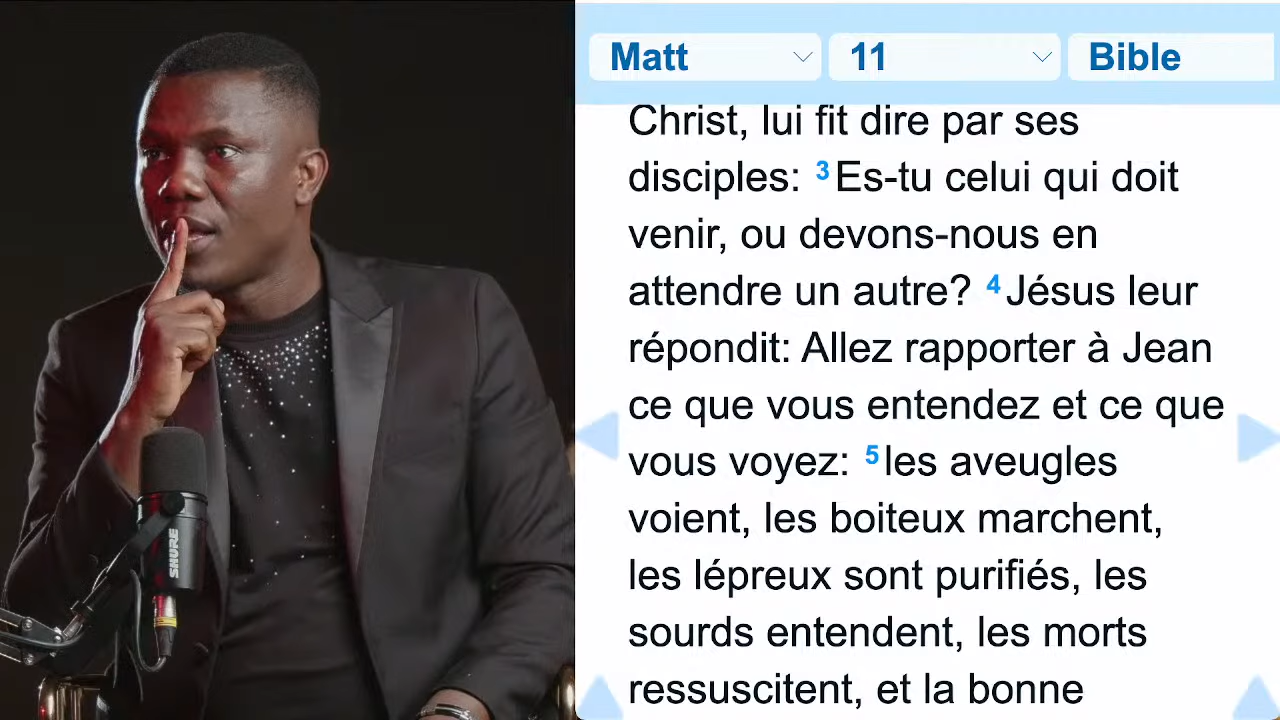 Matt
11
Bible
Christ, lui fit dire par ses
disciples: 3 Es-tu celui qui doit
venir, ou devons-nous en
attendre un autre? 4 Jésus leur
répondit: Allez rapporter à Jean
ce que vous entendez et ce que
vous voyez: 5 les aveugles
voient, les boiteux marchent,
les lépreux sont purifiés, les
sourds entendent, les morts
ressuscitent, et la bonne
SHURE